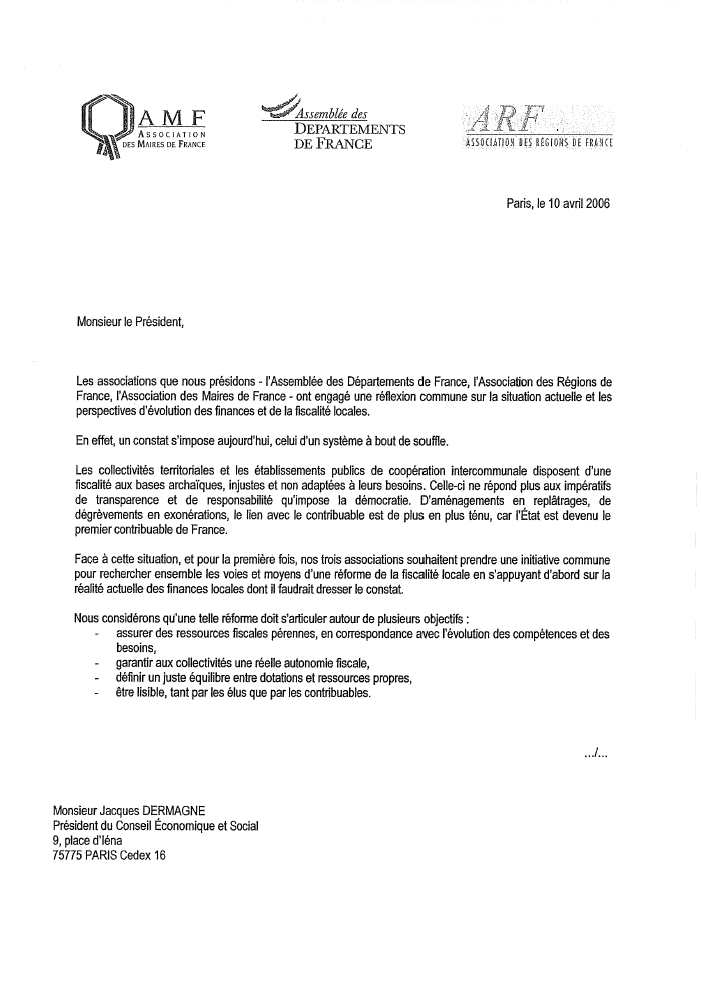 AMF
ASSOCIATION
DES MAIRES DE FRANCE
Assemblée des
DEPARTEMENTS
DE FRANCE
ARF
ASSOCIATION DES RÉGIONS DE FRANCE
Paris, le 10 avril 2006
Monsieur le Président,
Les associations que nous présidons - l'Assemblée des Départements de France, l'Association des Régions de
France, l'Association des Maires de France - ont engagé une réflexion commune sur la situation actuelle et les
perspectives d'évolution des finances et de la fiscalité locales.
En effet, un constat s'impose aujourd'hui, celui d'un système à bout de souffle.
Les collectivités territoriales et les établissements publics de coopération intercommunale disposent d'une
fiscalité aux bases archaïques, injustes et non adaptées à leurs besoins. Celle-ci ne répond plus aux impératifs
de transparence et de responsabilité qu'impose la démocratie. D'aménagements en replâtrages, de
dégrèvements en exonérations, le lien avec le contribuable est de plus en plus ténu, car l'État est devenu le
premier contribuable de France.
Face à cette situation, et pour la première fois, nos trois associations souhaitent prendre une initiative commune
pour rechercher ensemble les voies et moyens d'une réforme de la fiscalité locale en s'appuyant d'abord sur la
réalité actuelle des finances locales dont il faudrait dresser le constat.
Nous considérons qu'une telle réforme doit s'articuler autour de plusieurs objectifs :
- assurer des ressources fiscales pérennes, en correspondance avec l'évolution des compétences et des
besoins,
- garantir aux collectivités une réelle autonomie fiscale,
- définir un juste équilibre entre dotations et ressources propres,
- être lisible, tant par les élus que par les contribuables.
.../...
Monsieur Jacques DERMAGNE
Président du Conseil Économique et Social
9, place d'Iéna
75775 PARIS Cedex 16